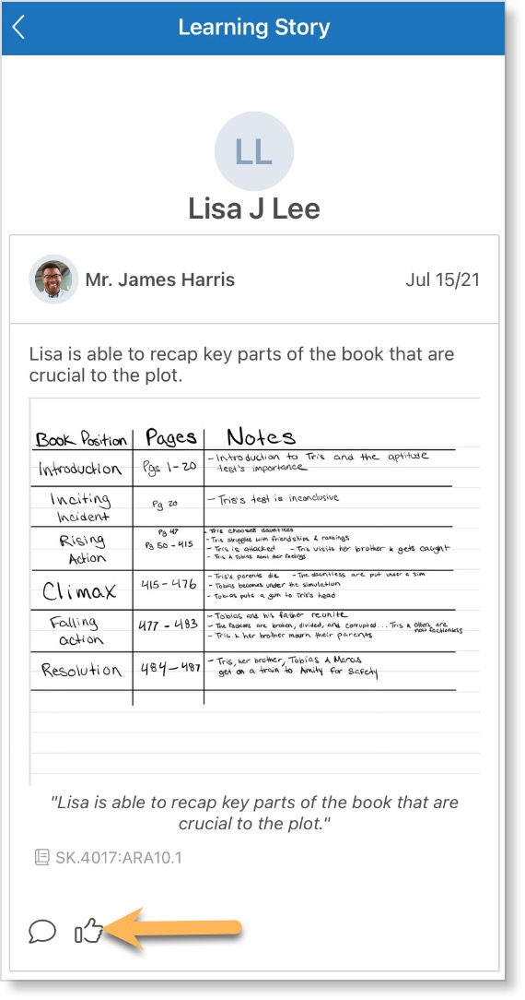 Learning Story
LL
Lisa J Lee
Mr. James Harris Jul 15/21
Lisa is able to recap key parts of the book that are
crucial to the plot.
Book Position Pages Notes
Introduction Pgs 1-20 - Introduction to Tris and the aptitude
test's importance
Inciting
Incident Pg 20 - Tris's test is inconclusive
Rising
Action Pg 47
Pg 50 - 415 - Tris chooses dauntless
- Tris struggles with friendships & rankings
- Tris is attacked - Tris visits her brother & gets caught
- Tris & Tobias admit their feelings
Climax 415 - 476 - Tris's parents die - The dauntless are put under a sim
- Tobias becomes under the simulation
- Tobias puts a gun to Tris's head
Falling
action 477 - 483 - Tobias and his father reunite
- The factions are broken, divided, and corrupted... Tris & others are
now factionless
- Tris & her brother mourn their parents
Resolution 484-487 - Tris, her brother, Tobias & Marcus
get on a train to Amity for safety
"Lisa is able to recap key parts of the book that are
crucial to the plot."
SK.4017:ARA10.1